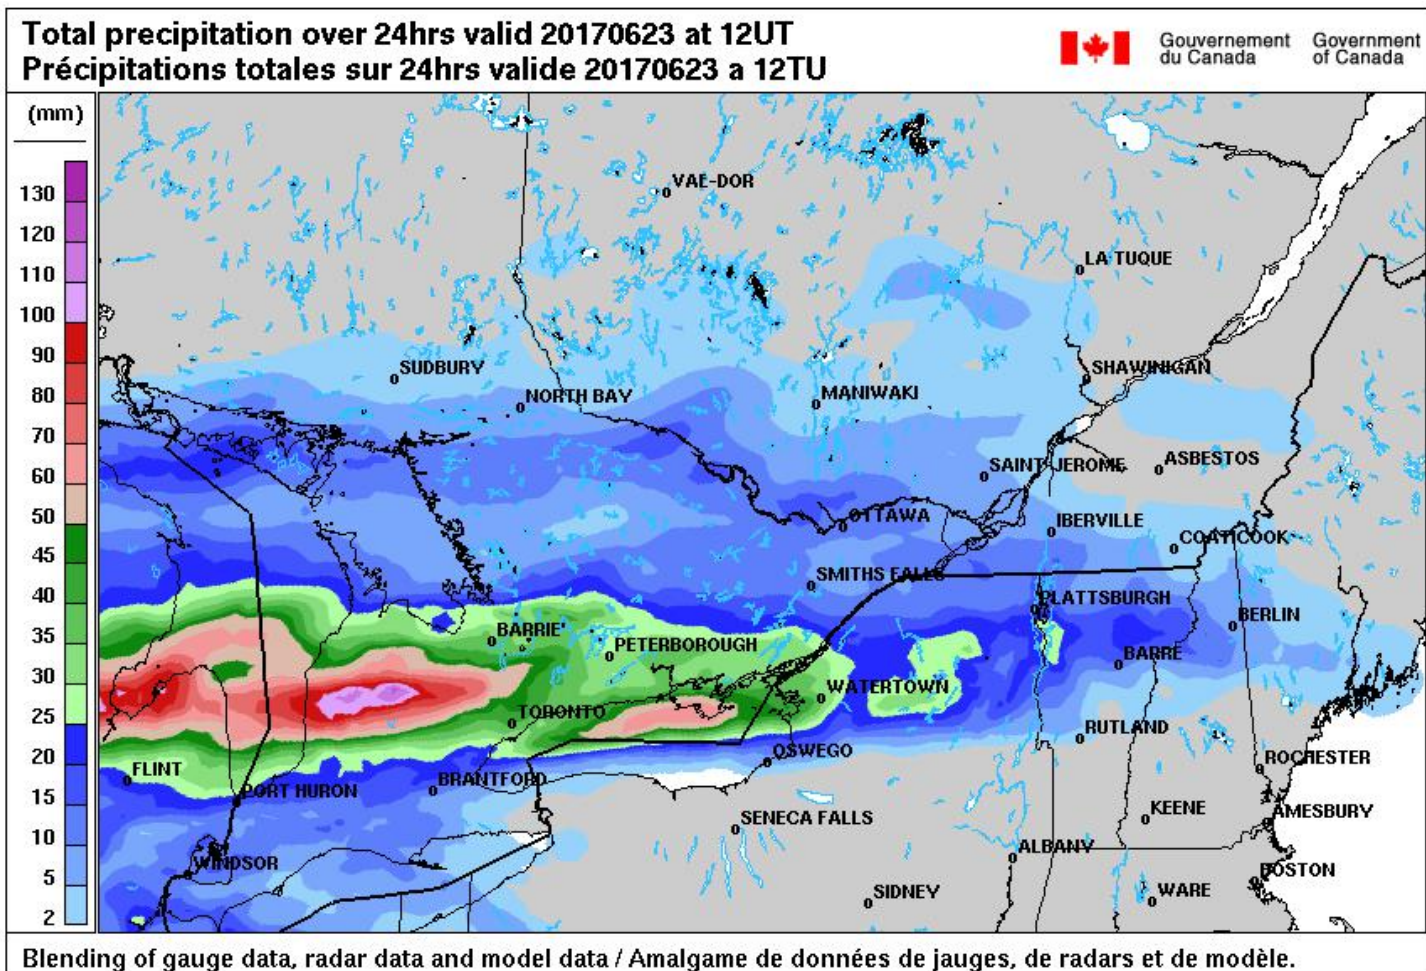 Total precipitation over 24hrs valid 20170623 at 12UT
Précipitations totales sur 24hrs valide 20170623 a 12TU
Gouvernement du Canada
Government of Canada
(mm)
130
120
110
100
90
80
70
60
50
45
40
35
30
25
20
15
10
5
2
VAL-DOR
LA TUQUE
SUDBURY
SHAWINIGAN
NORTH BAY
MANIWAKI
SAINT-JEROME
ASBESTOS
OTTAWA
IBERVILLE
COATICOOK
SMITHS FALLS
PLATTSBURGH
BERLIN
BARRIE
PETERBOROUGH
BARRE
WATERTOWN
TORONTO
RUTLAND
OSWEGO
ROCHESTER
FLINT
BRANTFORD
PORT HURON
KEENE
AMESBURY
SENECA FALLS
ALBANY
WINDSOR
BOSTON
SIDNEY
WARE
Blending of gauge data, radar data and model data / Amalgame de données de jauges, de radars et de modèle.